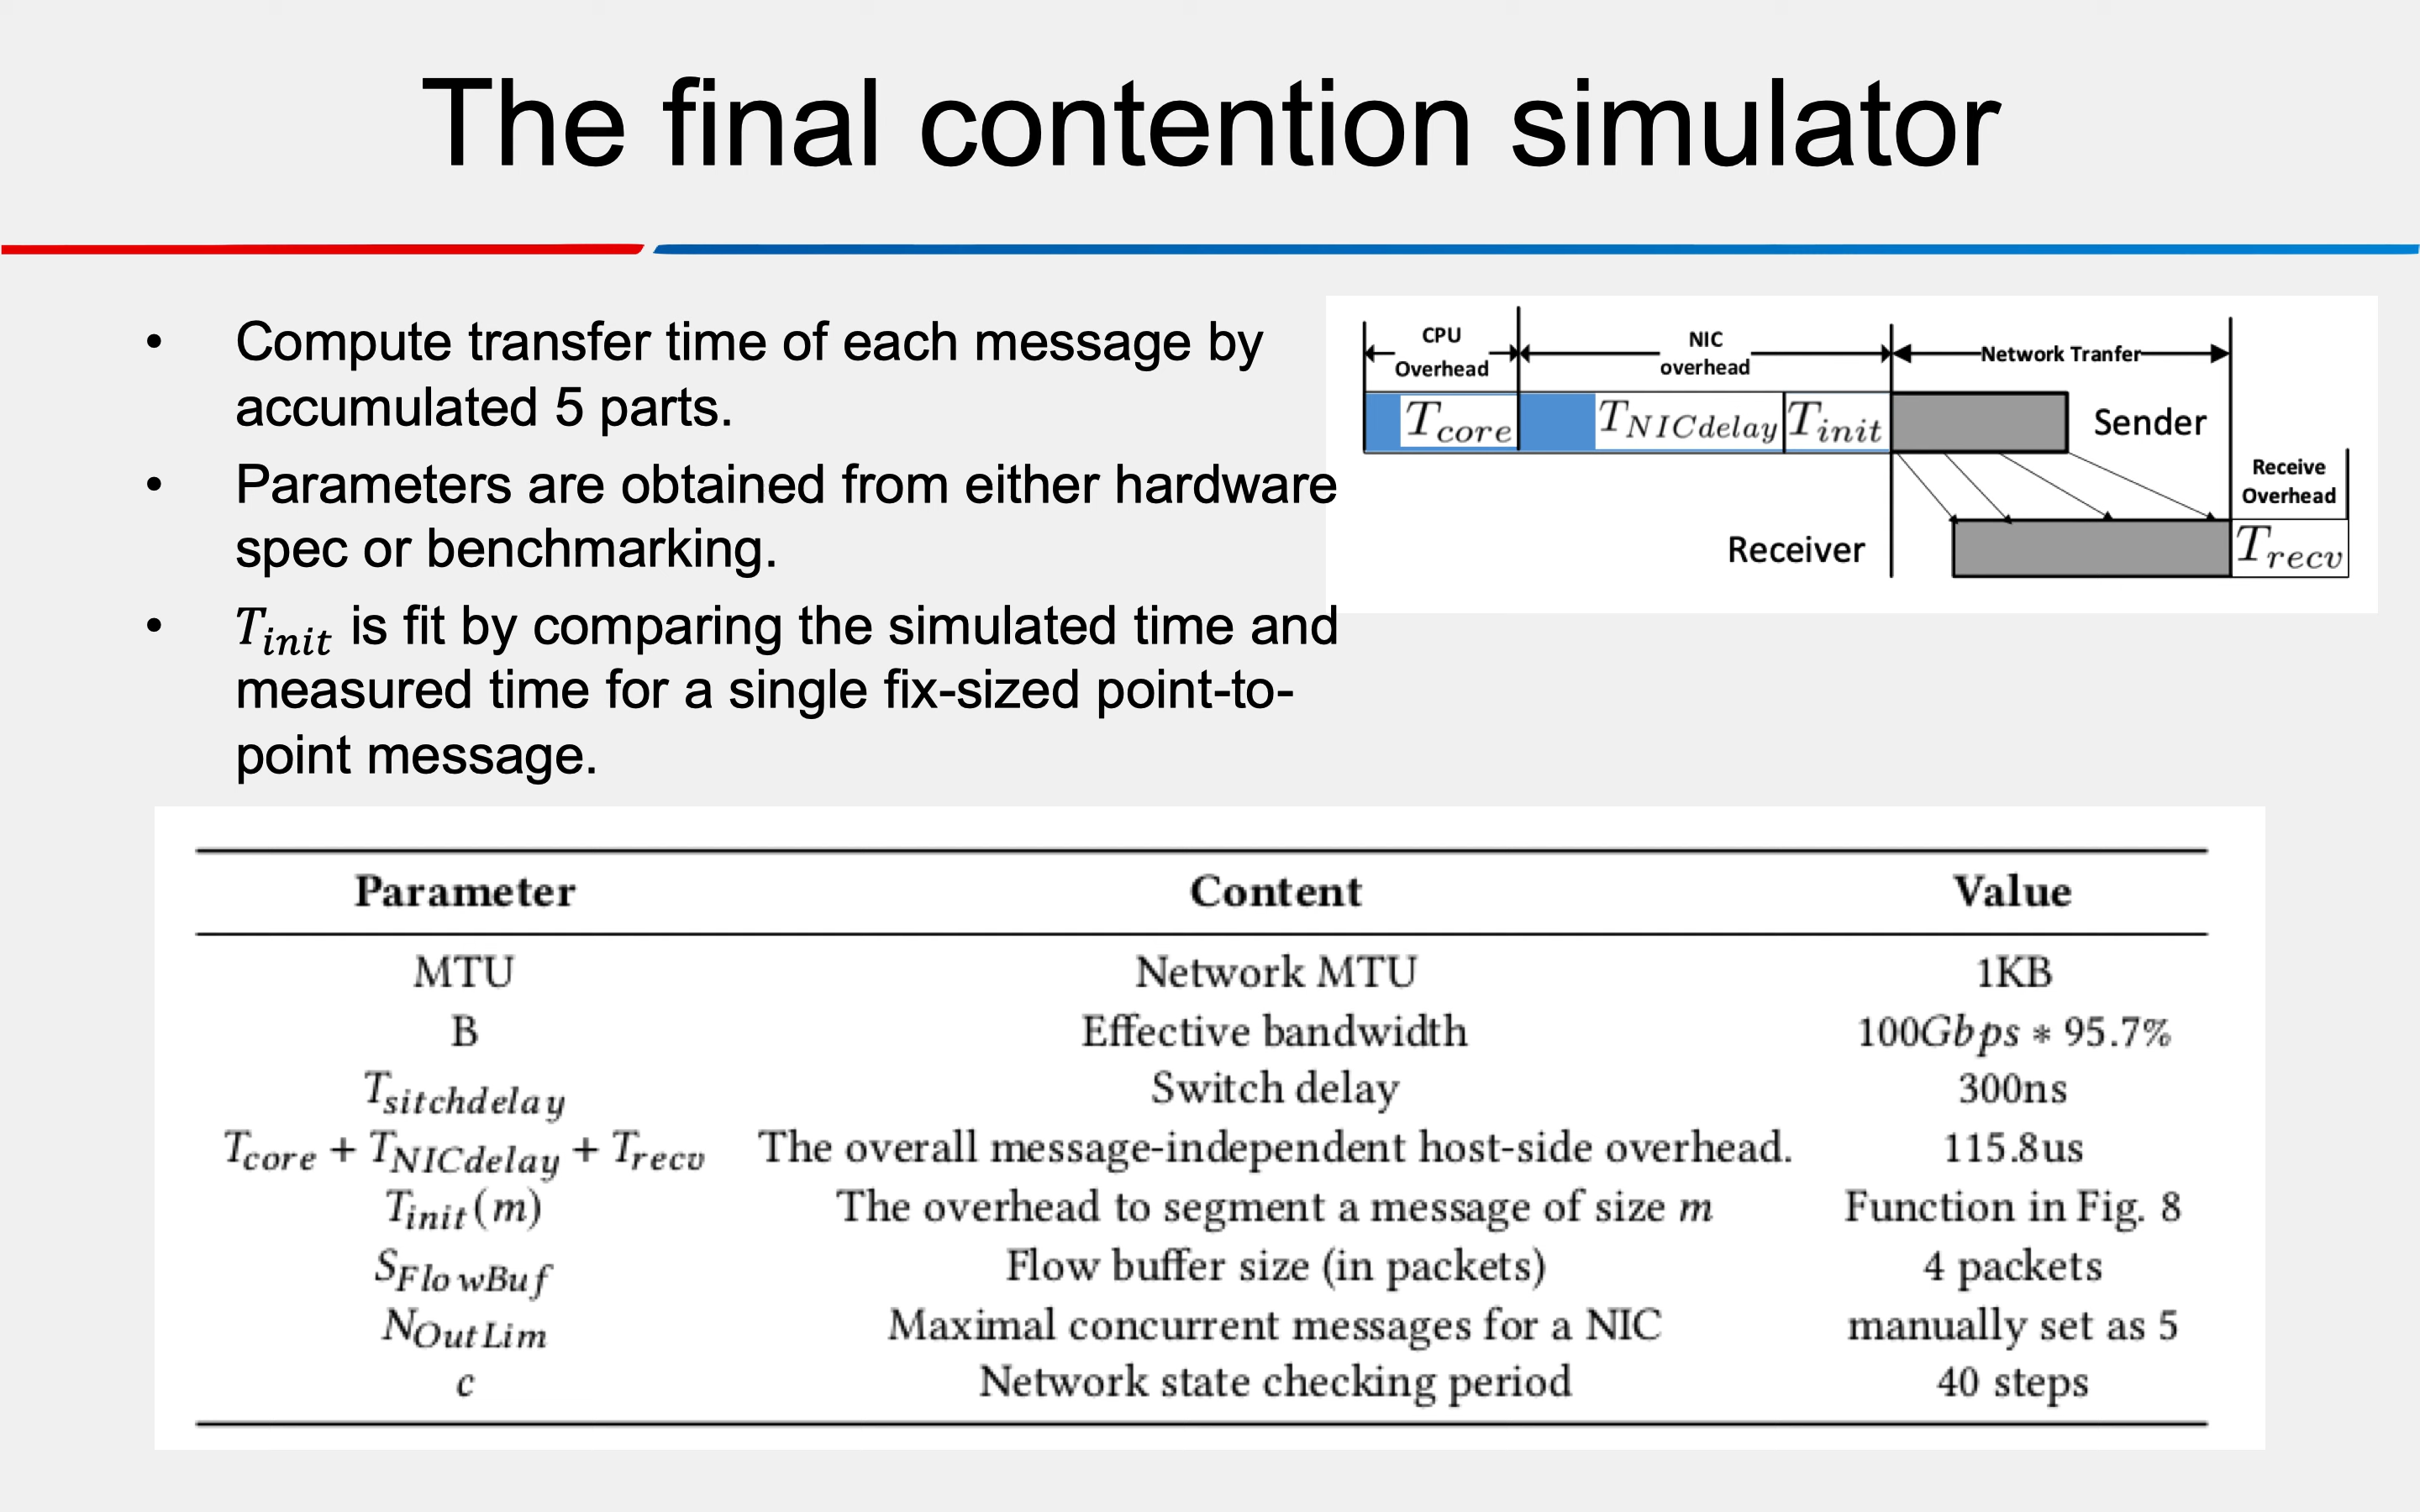 The final contention simulator
• Compute transfer time of each message by
accumulated 5 parts.
• Parameters are obtained from either hardware
spec or benchmarking.
• T_init is fit by comparing the simulated time and
measured time for a single fix-sized point-to-
point message.
CPU
Overhead
NIC
overhead
Network Tranfer
T_core
T_NICdelay
T_init
Sender
Receive
Overhead
Receiver
T_recv
Parameter Content Value
MTU Network MTU 1KB
B Effective bandwidth 100Gbps * 95.7%
T_sitchdelay Switch delay 300ns
T_core + T_NICdelay + T_recv The overall message-independent host-side overhead. 115.8us
T_init(m) The overhead to segment a message of size m Function in Fig. 8
S_FlowBuf Flow buffer size (in packets) 4 packets
N_OutLim Maximal concurrent messages for a NIC manually set as 5
c Network state checking period 40 steps